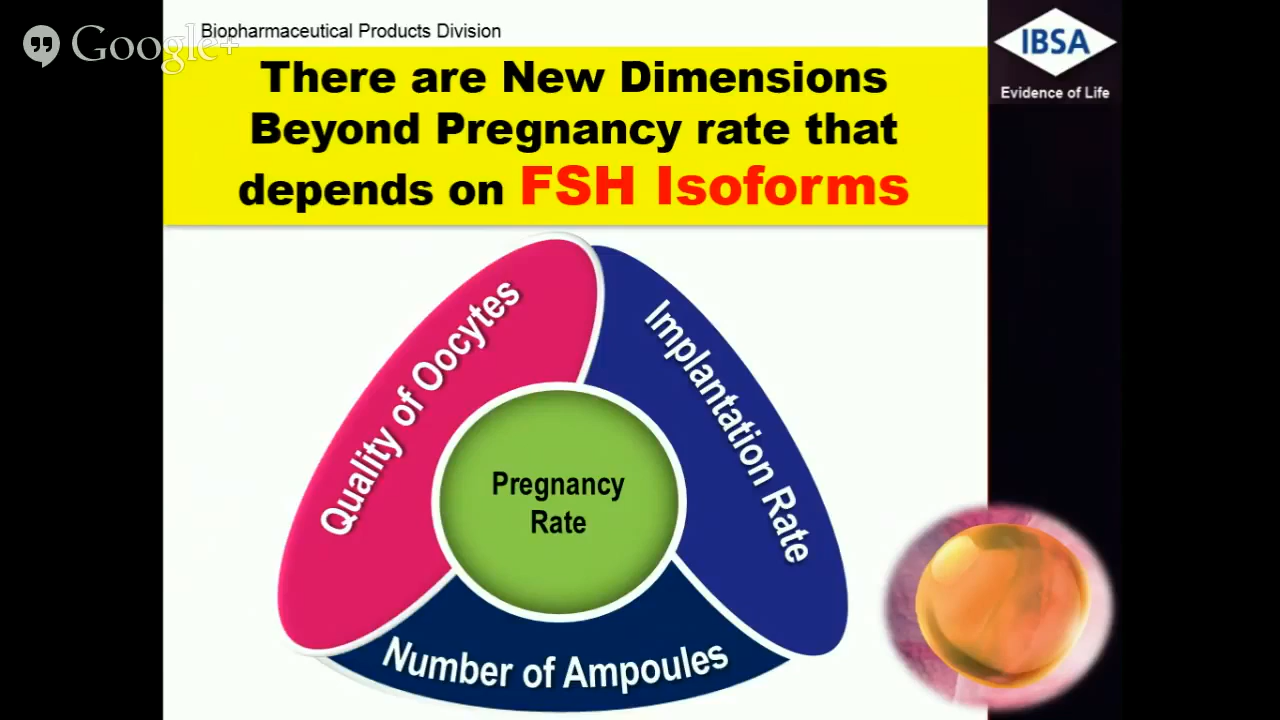 Google+
Biopharmaceutical Products Division
IBSA
Evidence of Life
There are New Dimensions
Beyond Pregnancy rate that
depends on FSH Isoforms
Quality of Oocytes
Implantation Rate
Pregnancy
Rate
Number of Ampoules